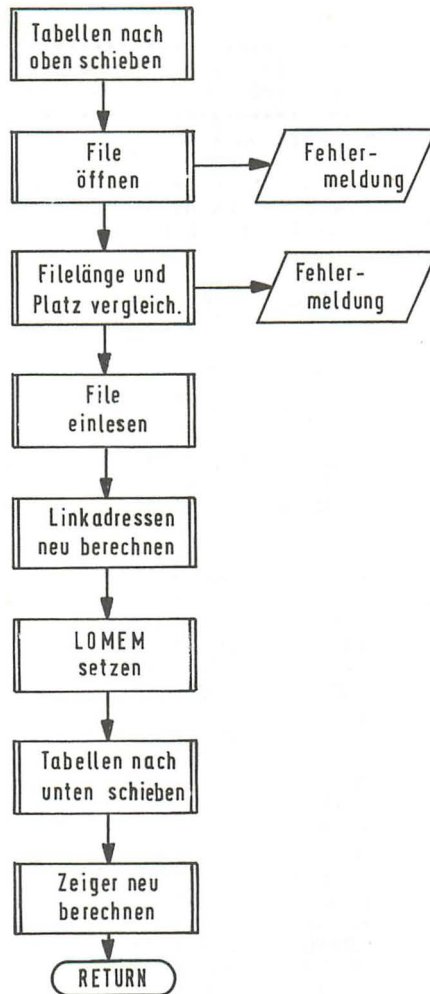 Tabellen nach
oben schieben
File
öffnen
Fehler-
meldung
Filelänge und
Platz vergleich.
Fehler-
meldung
File
einlesen
Linkadressen
neu berechnen
LOMEM
setzen
Tabellen nach
unten schieben
Zeiger neu
berechnen
RETURN